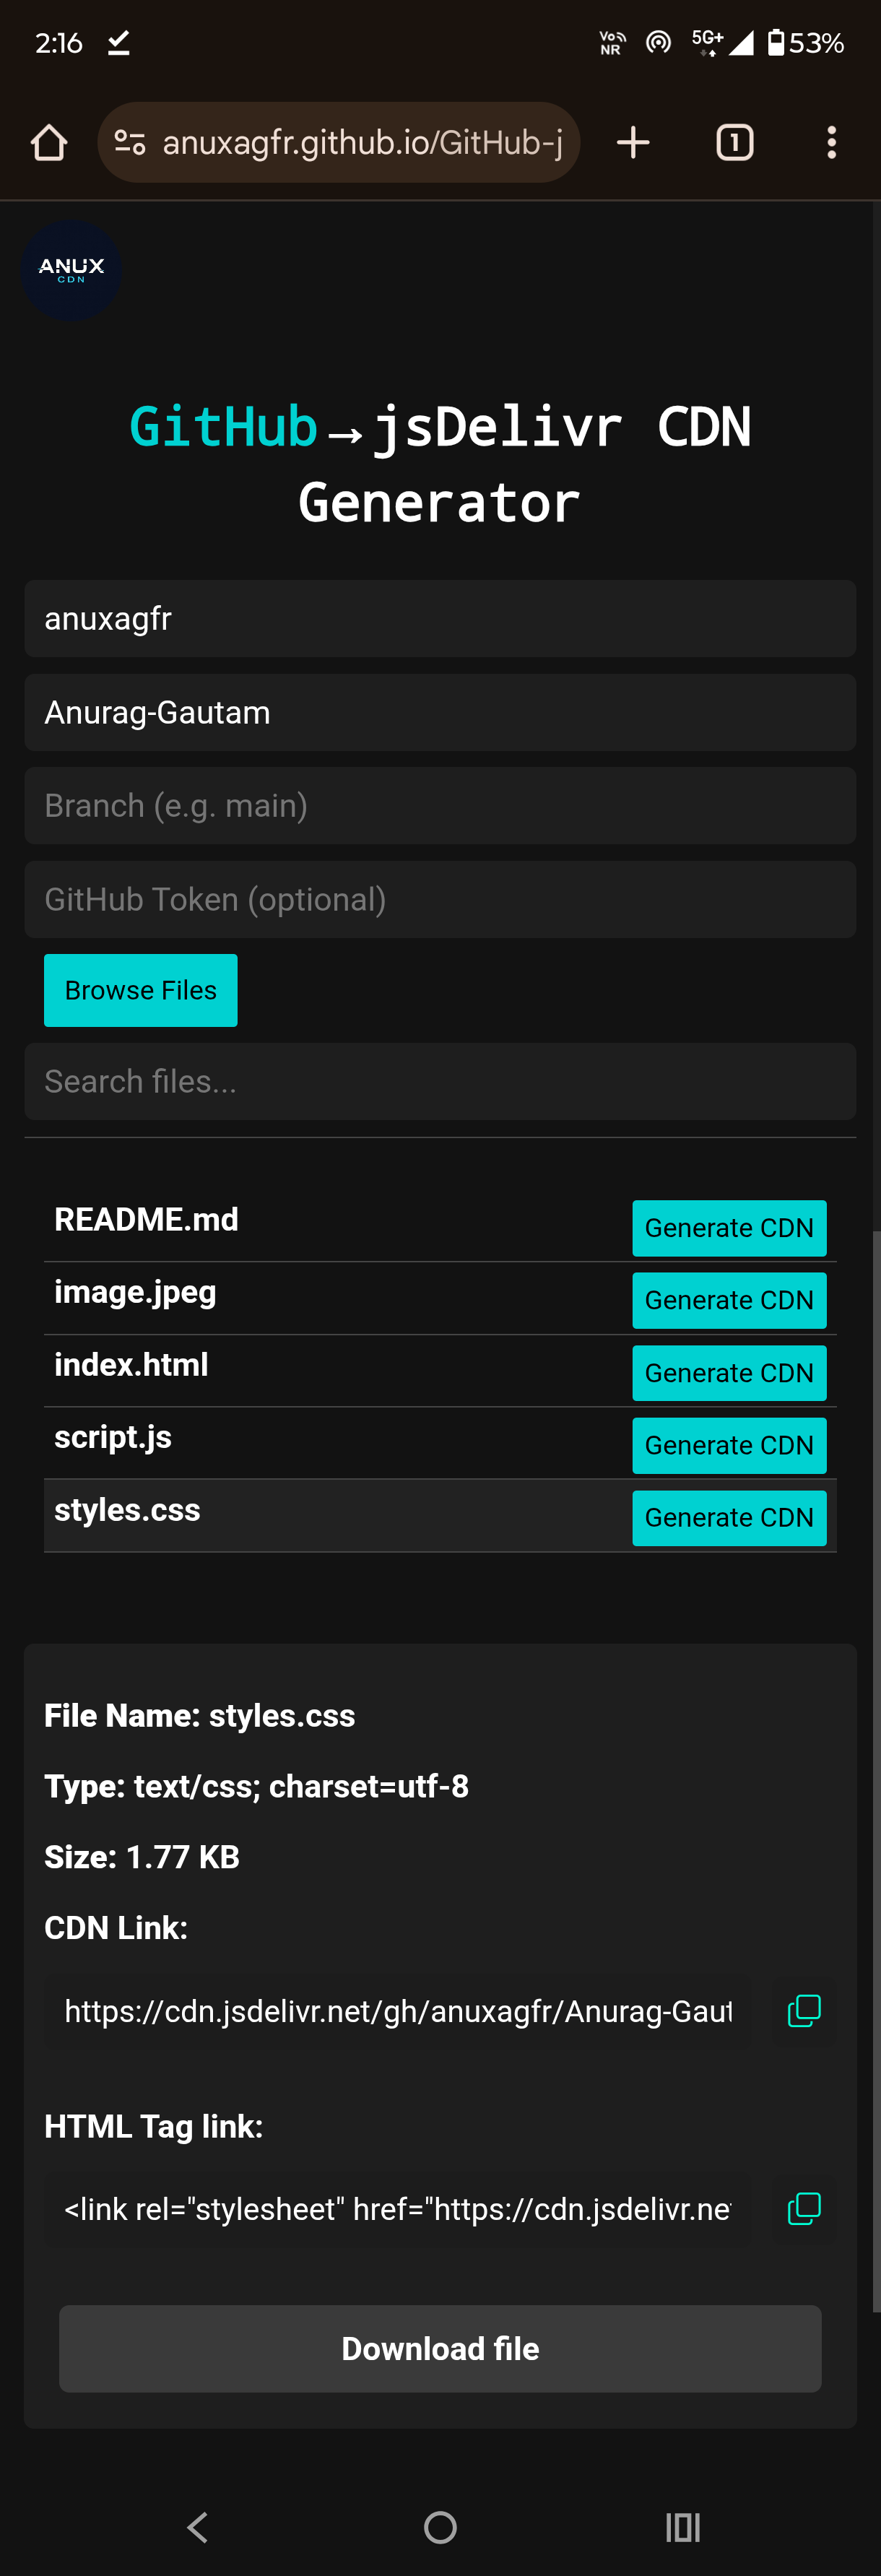 2:16 Vo NR 5G+ 53%
anuxagfr.github.io/GitHub-j 1
ANUX
CDN
GitHub→jsDelivr CDN
Generator
anuxagfr
Anurag-Gautam
Branch (e.g. main)
GitHub Token (optional)
Browse Files
Search files...
README.md Generate CDN
image.jpeg Generate CDN
index.html Generate CDN
script.js Generate CDN
styles.css Generate CDN
File Name: styles.css
Type: text/css; charset=utf-8
Size: 1.77 KB
CDN Link:
https://cdn.jsdelivr.net/gh/anuxagfr/Anurag-Gaut
HTML Tag link:
<link rel="stylesheet" href="https://cdn.jsdelivr.ne
Download file